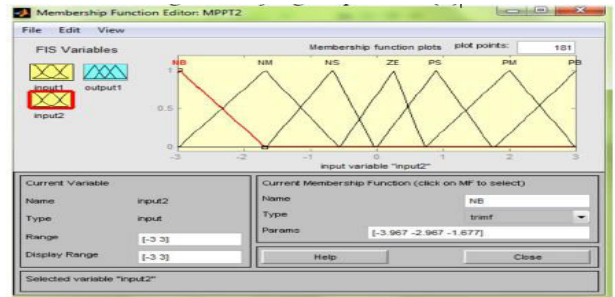 Membership Function Editor: MPPT2
File Edit View
FIS Variables
Membership function plots plot points: 181
input1 output1
input2
NB NM NS ZE PS PM PB
1
0.5
0
-3 -2 -1 0 1 2 3
input variable "input2"
Current Variable
Name input2
Type input
Range [-3 3]
Display Range [-3 3]
Current Membership Function (click on MF to select)
Name NB
Type trimf
Params [-3.967 -2.967 -1.677]
Help Close
Selected variable "input2"